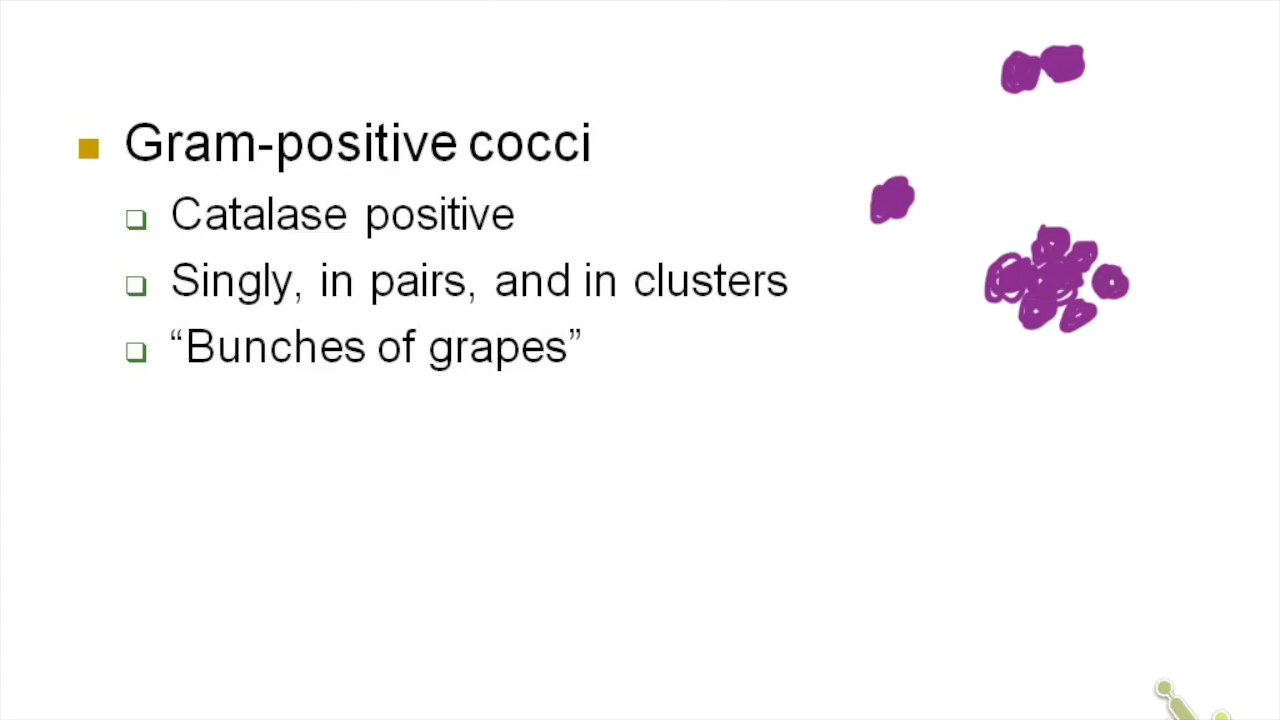 Gram-positive cocci
Catalase positive
Singly, in pairs, and in clusters
“Bunches of grapes”